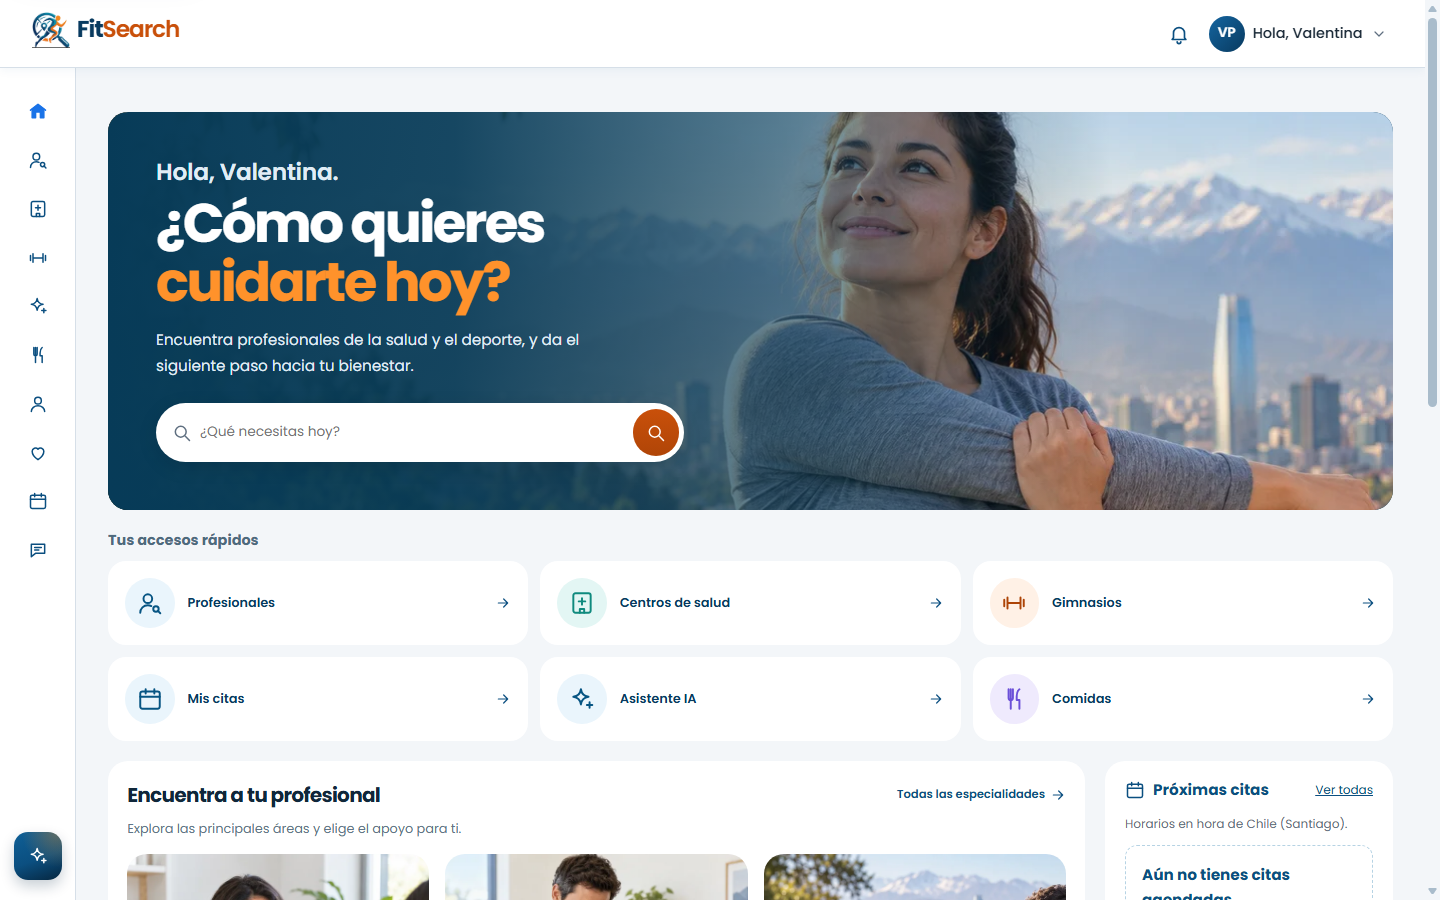 FitSearch
VP
Hola, Valentina
Hola, Valentina.
¿Cómo quieres
cuidarte hoy?
Encuentra profesionales de la salud y el deporte, y da el
siguiente paso hacia tu bienestar.
¿Qué necesitas hoy?
Tus accesos rápidos
Profesionales
Centros de salud
Gimnasios
Mis citas
Asistente IA
Comidas
Encuentra a tu profesional
Todas las especialidades
Explora las principales áreas y elige el apoyo para ti.
Próximas citas
Ver todas
Horarios en hora de Chile (Santiago).
Aún no tienes citas
agendadas